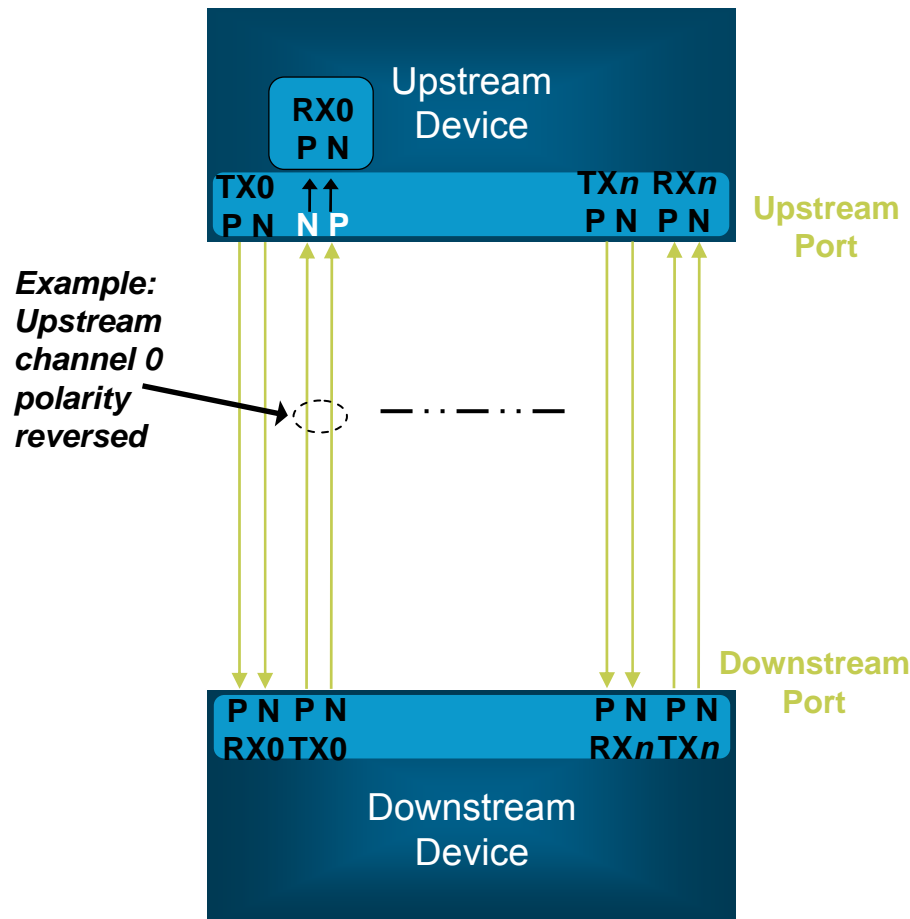 Upstream
Device
RX0
P N
TX0
P N
N P
TXn RXn
P N P N
Upstream
Port
Example:
Upstream
channel 0
polarity
reversed
Downstream
Port
P N P N
RX0 TX0
P N P N
RXn TXn
Downstream
Device